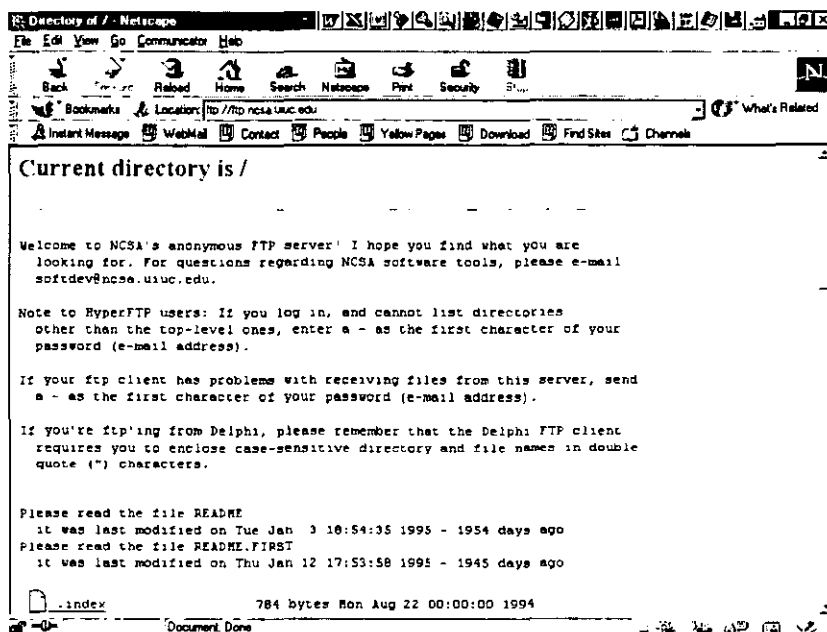 Directory of / - Netscape
File Edit View Go Communicator Help
Back Reload Home Search Netscape Print Security
Bookmarks Location: ftp://ftp.ncsa.uiuc.edu What's Related
Instant Message WebMail Contact People Yellow Pages Download Find Sites Channels
Current directory is /
Welcome to NCSA's anonymous FTP server! I hope you find what you are
looking for. For questions regarding NCSA software tools, please e-mail
softdev@ncsa.uiuc.edu.
Note to HyperFTP users: If you log in, and cannot list directories
other than the top-level ones, enter a - as the first character of your
password (e-mail address).
If your ftp client has problems with receiving files from this server, send
a - as the first character of your password (e-mail address).
If you're ftp'ing from Delphi, please remember that the Delphi FTP client
requires you to enclose case-sensitive directory and file names in double
quote (") characters.
Please read the file README
it was last modified on Tue Jan 3 18:54:35 1995 - 1954 days ago
Please read the file README.FIRST
it was last modified on Thu Jan 12 17:53:58 1995 - 1945 days ago
.index 784 bytes Mon Aug 22 00:00:00 1994
Document: Done